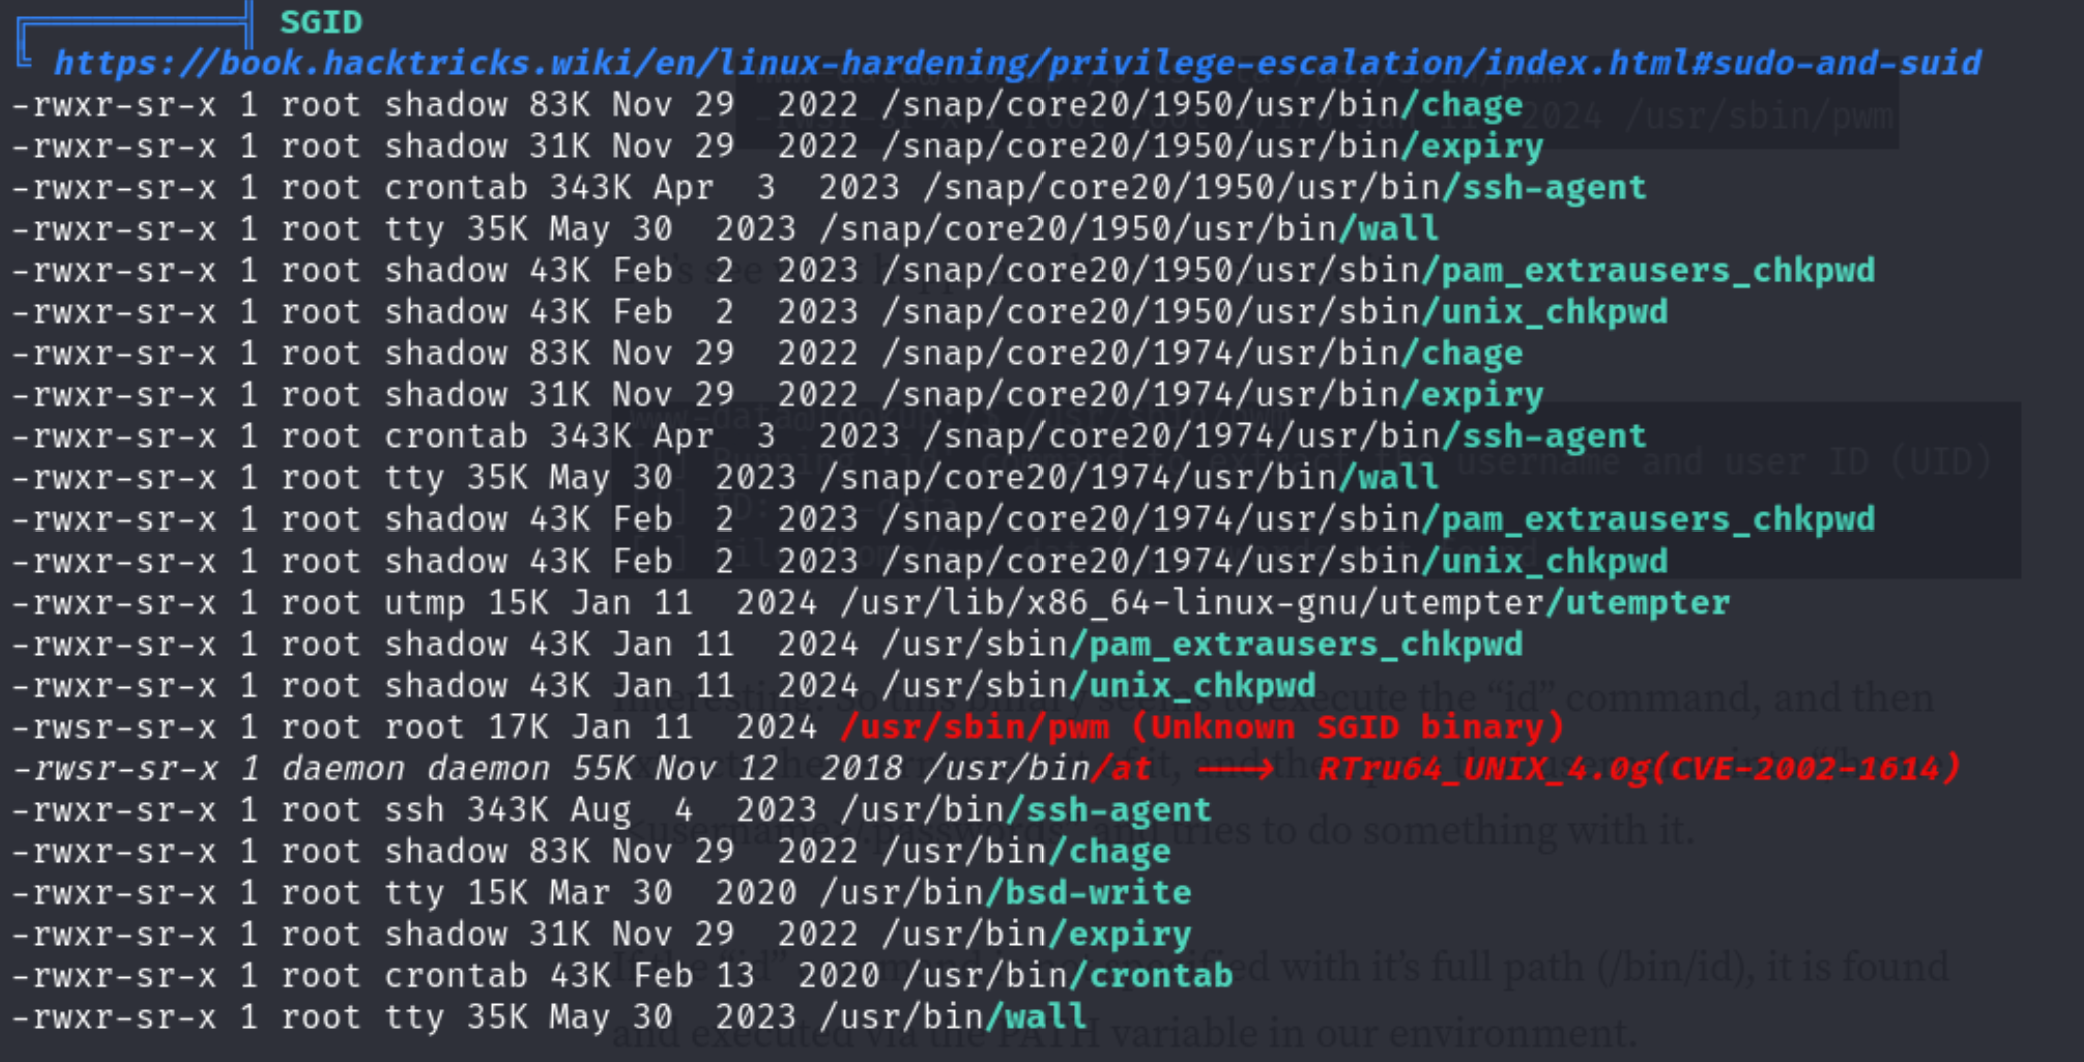 SGID
https://book.hacktricks.wiki/en/linux-hardening/privilege-escalation/index.html#sudo-and-suid
-rwxr-sr-x 1 root shadow 83K Nov 29  2022 /snap/core20/1950/usr/bin/chage
-rwxr-sr-x 1 root shadow 31K Nov 29  2022 /snap/core20/1950/usr/bin/expiry
-rwxr-sr-x 1 root crontab 343K Apr  3  2023 /snap/core20/1950/usr/bin/ssh-agent
-rwxr-sr-x 1 root tty 35K May 30  2023 /snap/core20/1950/usr/bin/wall
-rwxr-sr-x 1 root shadow 43K Feb  2  2023 /snap/core20/1950/usr/sbin/pam_extrausers_chkpwd
-rwxr-sr-x 1 root shadow 43K Feb  2  2023 /snap/core20/1950/usr/sbin/unix_chkpwd
-rwxr-sr-x 1 root shadow 83K Nov 29  2022 /snap/core20/1974/usr/bin/chage
-rwxr-sr-x 1 root shadow 31K Nov 29  2022 /snap/core20/1974/usr/bin/expiry
-rwxr-sr-x 1 root crontab 343K Apr  3  2023 /snap/core20/1974/usr/bin/ssh-agent
-rwxr-sr-x 1 root tty 35K May 30  2023 /snap/core20/1974/usr/bin/wall
-rwxr-sr-x 1 root shadow 43K Feb  2  2023 /snap/core20/1974/usr/sbin/pam_extrausers_chkpwd
-rwxr-sr-x 1 root shadow 43K Feb  2  2023 /snap/core20/1974/usr/sbin/unix_chkpwd
-rwxr-sr-x 1 root utmp 15K Jan 11  2024 /usr/lib/x86_64-linux-gnu/utempter/utempter
-rwxr-sr-x 1 root shadow 43K Jan 11  2024 /usr/sbin/pam_extrausers_chkpwd
-rwxr-sr-x 1 root shadow 43K Jan 11  2024 /usr/sbin/unix_chkpwd
-rwsr-sr-x 1 root root 17K Jan 11  2024 /usr/sbin/pwm (Unknown SGID binary)
-rwsr-sr-x 1 daemon daemon 55K Nov 12  2018 /usr/bin/at  --->  RTru64_UNIX_4.0g(CVE-2002-1614)
-rwxr-sr-x 1 root ssh 343K Aug  4  2023 /usr/bin/ssh-agent
-rwxr-sr-x 1 root shadow 83K Nov 29  2022 /usr/bin/chage
-rwxr-sr-x 1 root tty 15K Mar 30  2020 /usr/bin/bsd-write
-rwxr-sr-x 1 root shadow 31K Nov 29  2022 /usr/bin/expiry
-rwxr-sr-x 1 root crontab 43K Feb 13  2020 /usr/bin/crontab
-rwxr-sr-x 1 root tty 35K May 30  2023 /usr/bin/wall